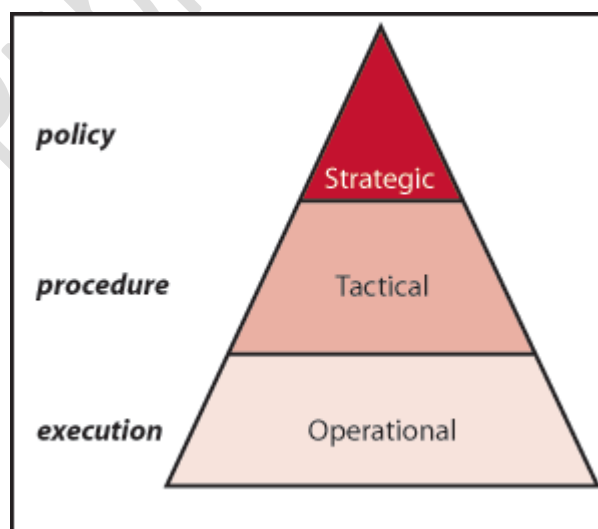 policy
Strategic
procedure
Tactical
execution
Operational